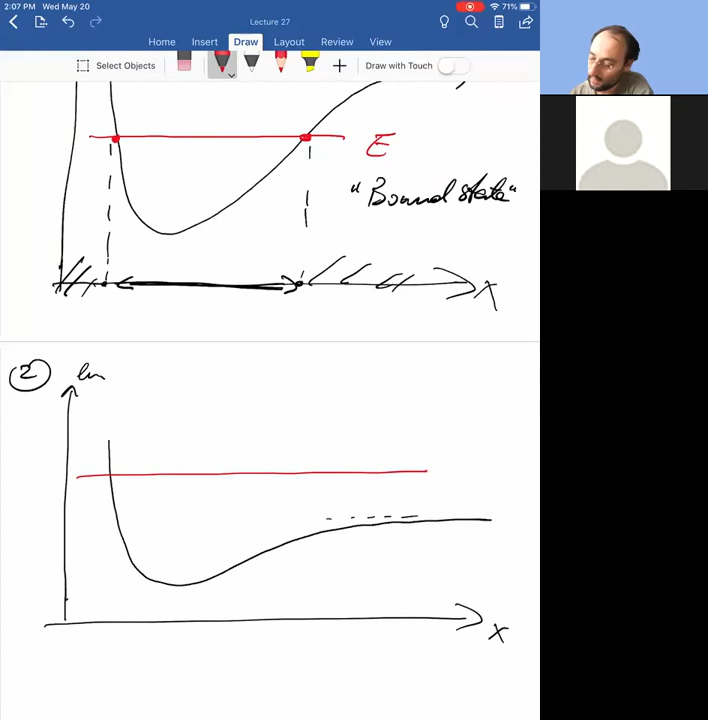 2:07 PM Wed May 20
71%
Lecture 27
Home Insert Draw Layout Review View
Select Objects
Draw with Touch
E
"Bound state"
X
2
X